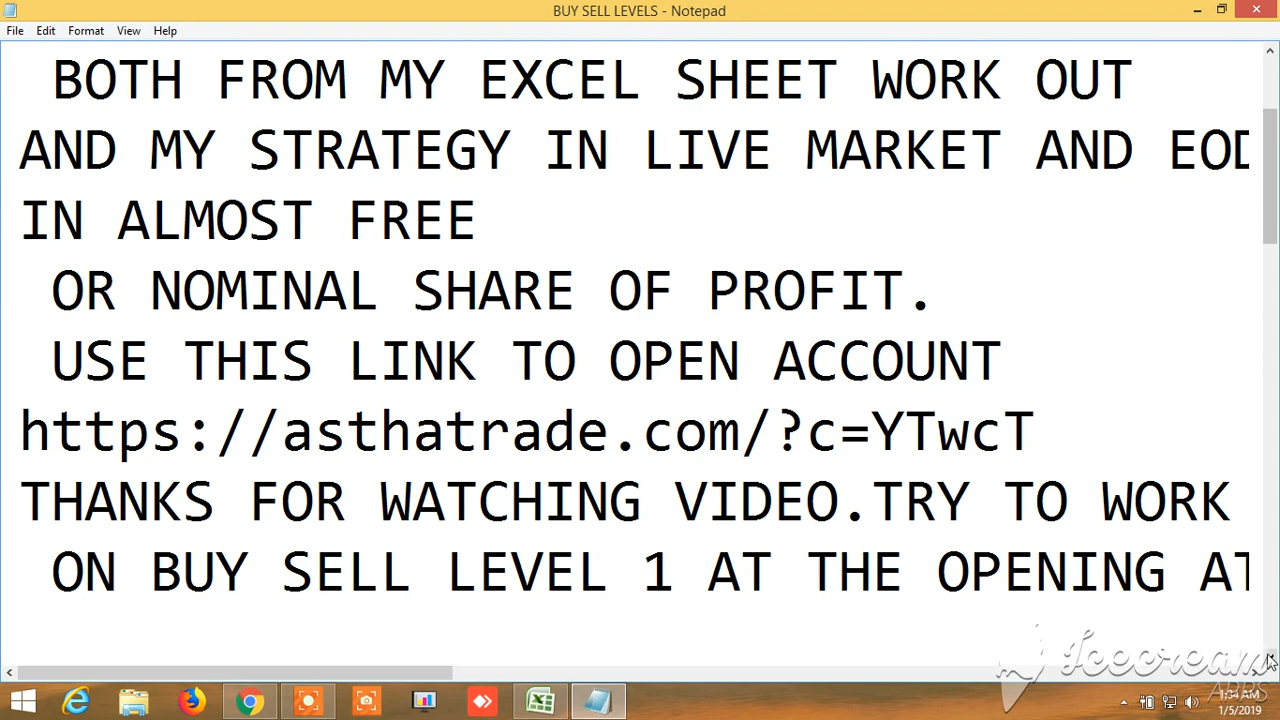 BUY SELL LEVELS - Notepad
File Edit Format View Help
BOTH FROM MY EXCEL SHEET WORK OUT
AND MY STRATEGY IN LIVE MARKET AND EOD
IN ALMOST FREE
OR NOMINAL SHARE OF PROFIT.
USE THIS LINK TO OPEN ACCOUNT
https://asthatrade.com/?c=YTwcT
THANKS FOR WATCHING VIDEO.TRY TO WORK
ON BUY SELL LEVEL 1 AT THE OPENING AT
Icecream
APPS
1:34 AM
1/5/2019